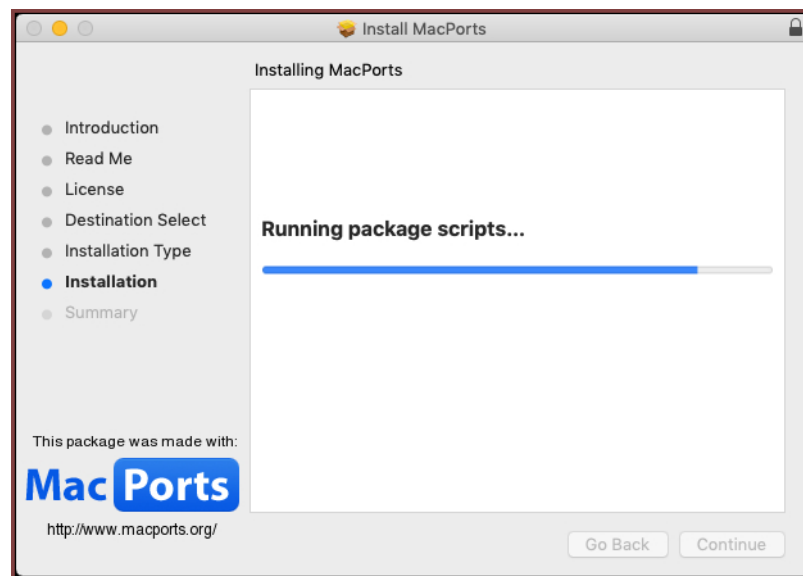 Install MacPorts
Installing MacPorts
Introduction
Read Me
License
Destination Select
Installation Type
Installation
Summary
Running package scripts...
This package was made with:
MacPorts
http://www.macports.org/
Go Back
Continue